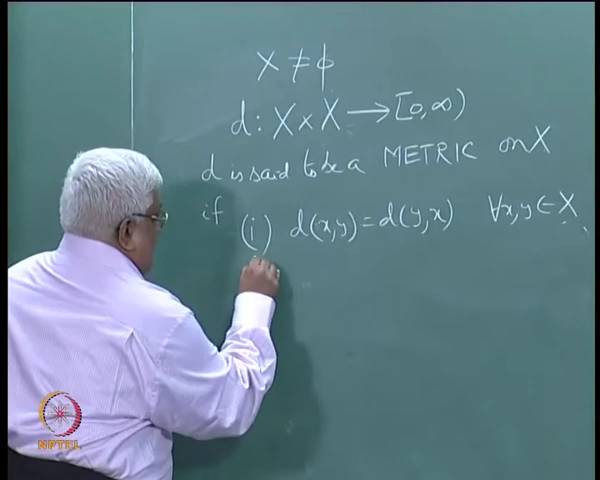 X ≠ ϕ
d: X × X → [0, ∞)
d is said to be a METRIC on X
if (i) d(x,y) = d(y,x) ∀x,y ∈ X
NPTEL